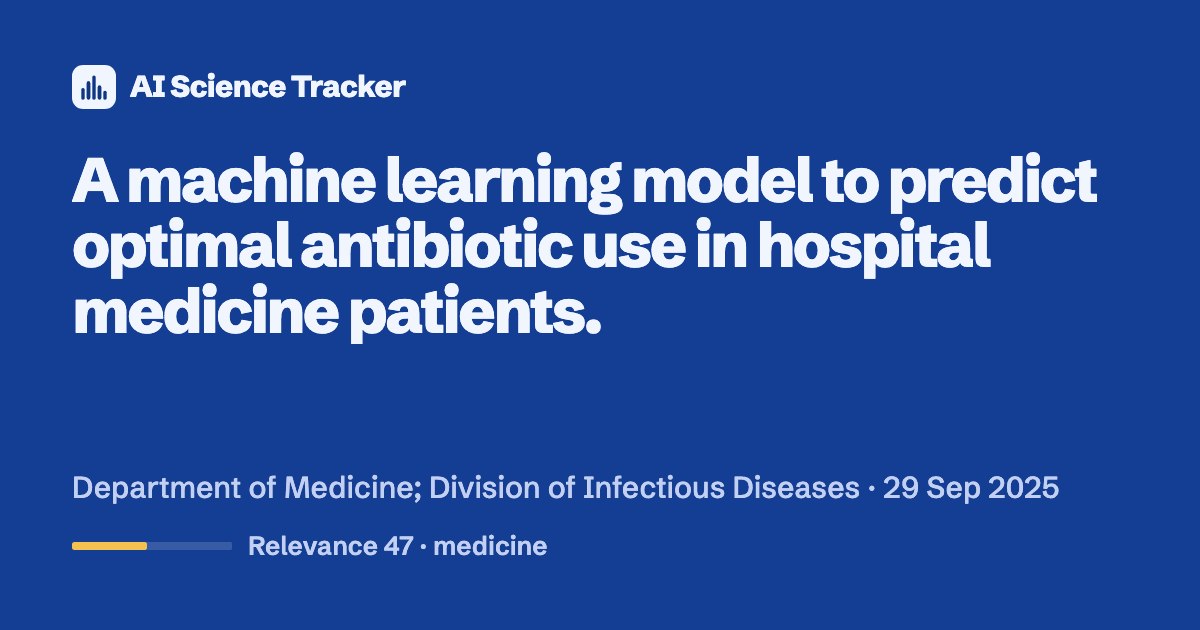 AI Science Tracker
A machine learning model to predict
optimal antibiotic use in hospital
medicine patients.
Department of Medicine; Division of Infectious Diseases · 29 Sep 2025
Relevance 47 · medicine